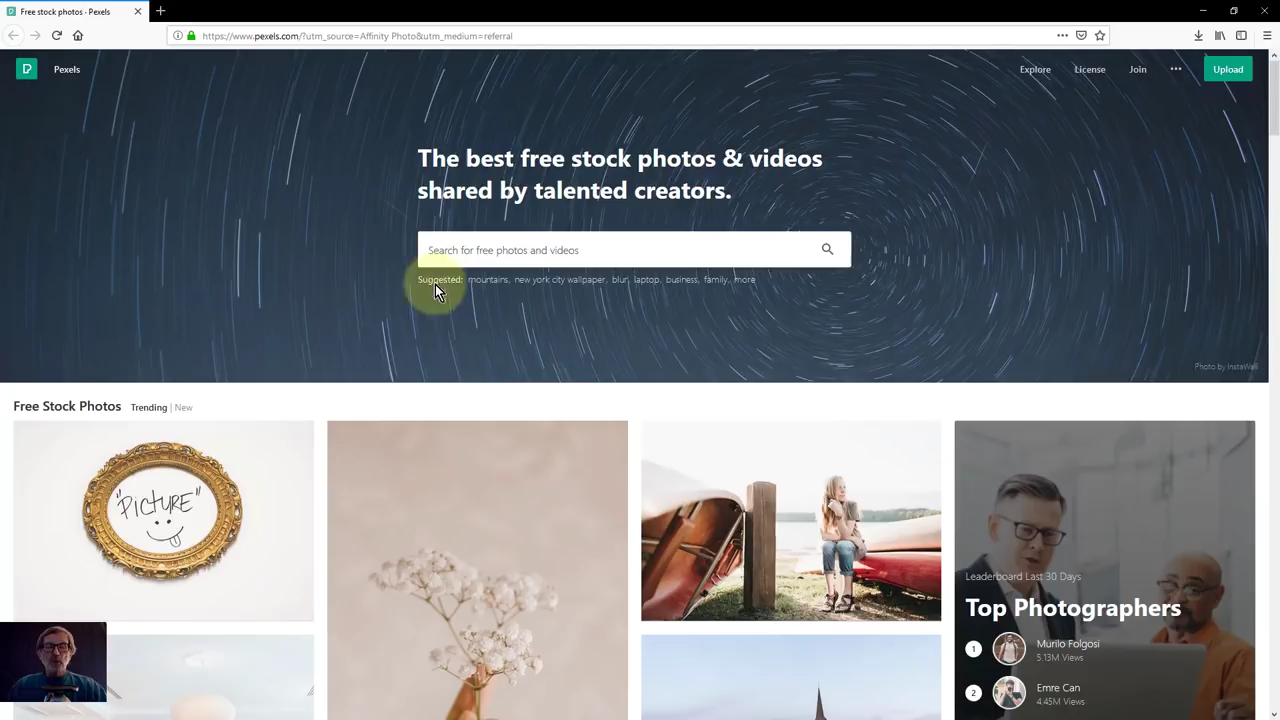 Free stock photos · Pexels
https://www.pexels.com/?utm_source=Affinity Photo&utm_medium=referral
Pexels
Explore
License
Join
Upload
The best free stock photos & videos
shared by talented creators.
Search for free photos and videos
Suggested: mountains, new york city wallpaper, blur, laptop, business, family, more
Photo by InstaWalli
Free Stock Photos Trending | New
"PICTURE"
Leaderboard Last 30 Days
Top Photographers
1 Murilo Folgosi
5.13M Views
2 Emre Can
4.45M Views